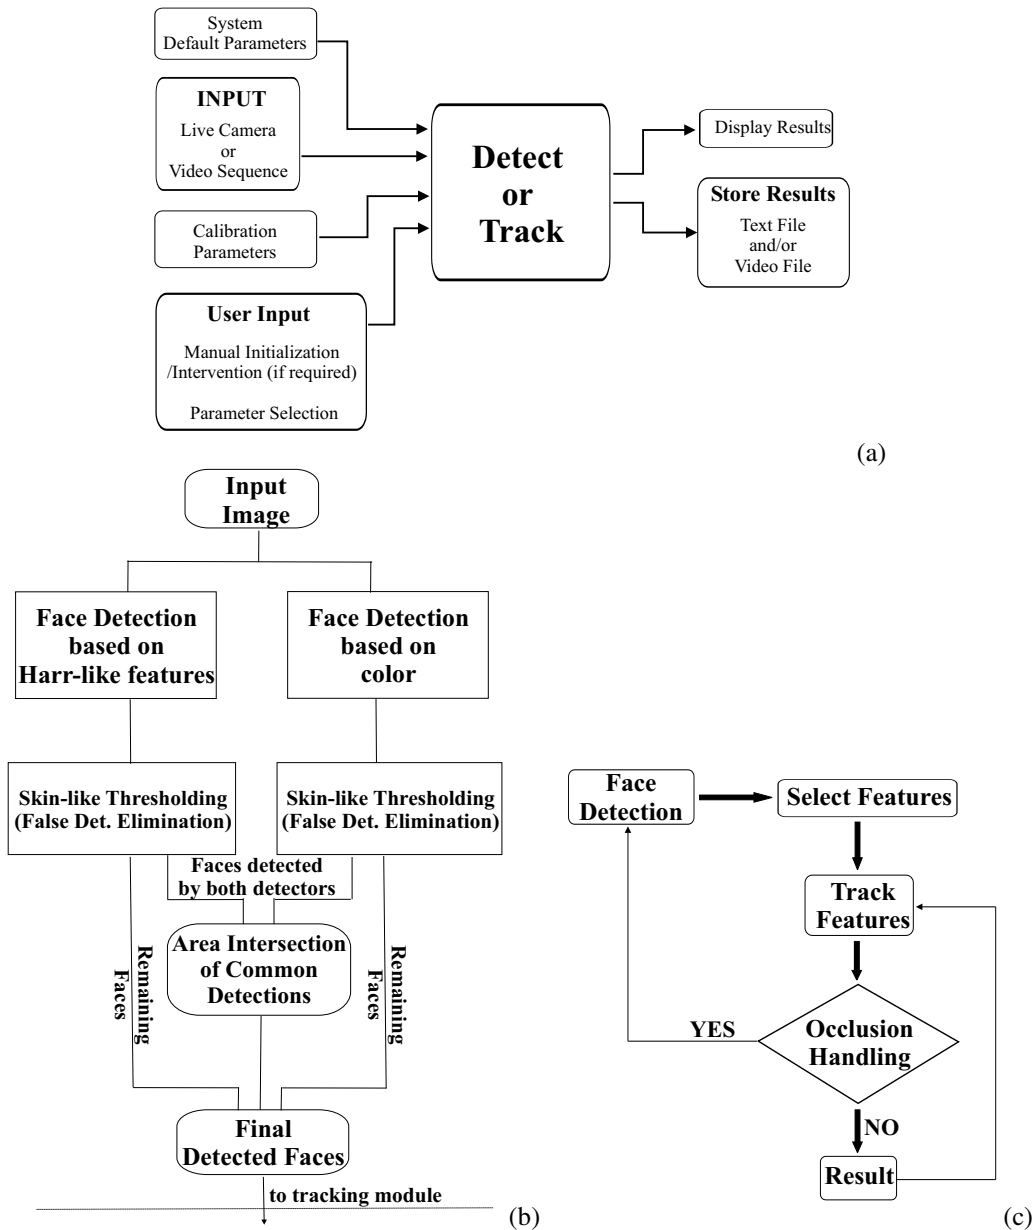 System
Default Parameters
INPUT
Live Camera
or
Video Sequence
Calibration
Parameters
User Input
Manual Initialization
/Intervention (if required)
Parameter Selection
Detect
or
Track
Display Results
Store Results
Text File
and/or
Video File
(a)
Input
Image
Face Detection
based on
Harr-like features
Face Detection
based on
color
Skin-like Thresholding
(False Det. Elimination)
Skin-like Thresholding
(False Det. Elimination)
Faces detected
by both detectors
Remaining
Faces
Area Intersection
of Common
Detections
Remaining
Faces
Final
Detected Faces
to tracking module
(b)
Face
Detection
Select Features
Track
Features
Occlusion
Handling
YES
NO
Result
(c)